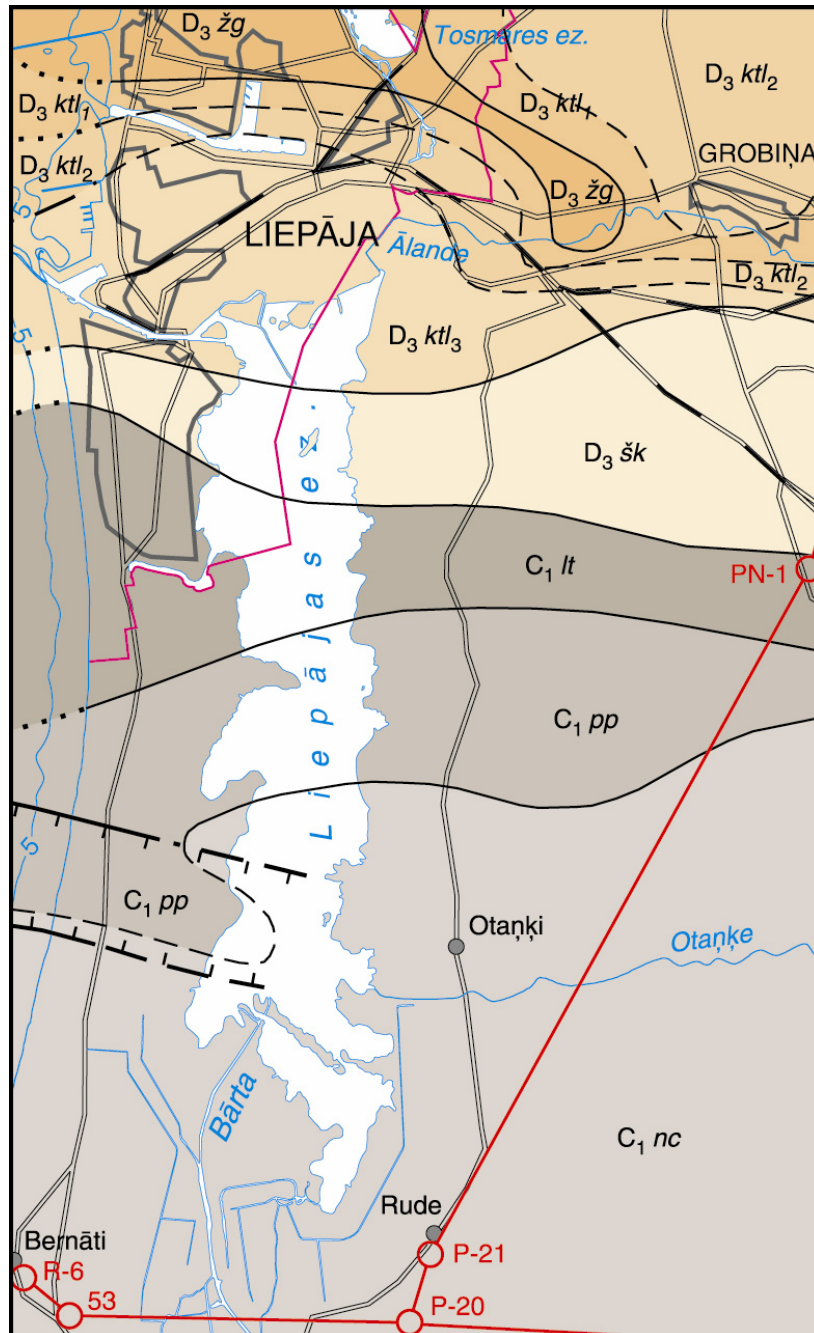 D₃ žg
Tosmares ez.
D₃ ktl₁
D₃ ktl₁
D₃ ktl₂
D₃ ktl₂
GROBIŅA
D₃ žg
5
LIEPĀJA
Ālande
D₃ ktl₂
5
D₃ ktl₃
D₃ šk
C₁ lt
PN-1
Liepājas ez.
C₁ pp
5
C₁ pp
Otaņķi
Otaņķe
Bārta
C₁ nc
Rude
Bernāti
P-21
R-6
53
P-20